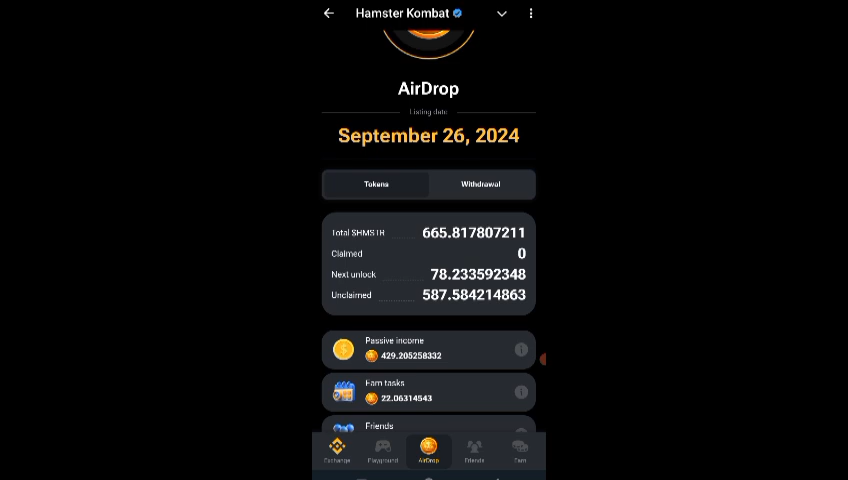 Hamster Kombat
AirDrop
Listing date
September 26, 2024
Tokens Withdrawal
Total $HMSTR 665.817807211
Claimed 0
Next unlock 78.233592348
Unclaimed 587.584214863
Passive income
429.205258332
Earn tasks
22.06314543
Friends
Exchange Playground AirDrop Friends Earn